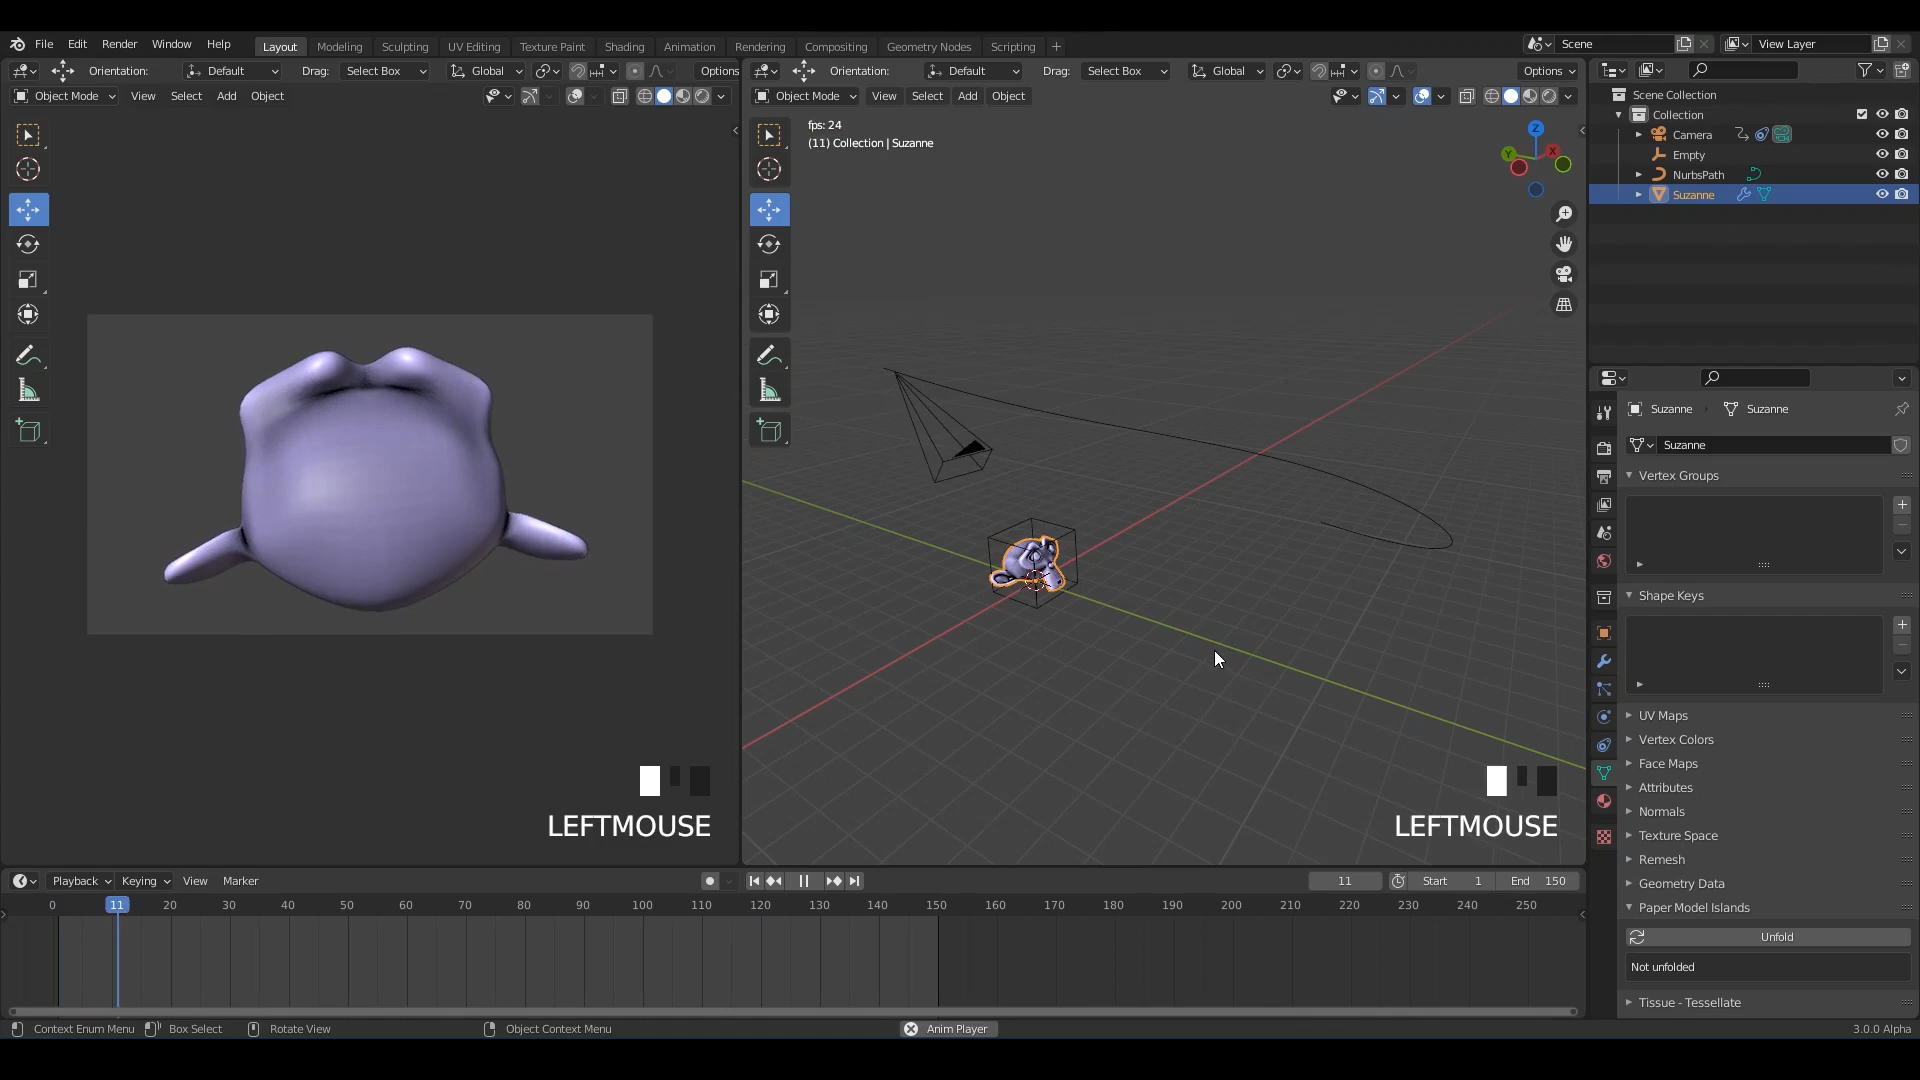 File Edit Render Window Help Layout Modeling Sculpting UV Editing Texture Paint Shading Animation Rendering Compositing Geometry Nodes Scripting + Scene View Layer
Orientation: Default Drag: Select Box Global Options
Object Mode View Select Add Object
Orientation: Default Drag: Select Box Global Options
Object Mode View Select Add Object
fps: 24
(11) Collection | Suzanne
Z
Y
X
LEFTMOUSE
LEFTMOUSE
Scene Collection
Collection
Camera
Empty
NurbsPath
Suzanne
Suzanne Suzanne
Suzanne
Vertex Groups
Shape Keys
UV Maps
Vertex Colors
Face Maps
Attributes
Normals
Texture Space
Remesh
Geometry Data
Paper Model Islands
Unfold
Not unfolded
Tissue - Tessellate
Playback Keying View Marker 11 Start 1 End 150
0 11 20 30 40 50 60 70 80 90 100 110 120 130 140 150 160 170 180 190 200 210 220 230 240 250
Context Enum Menu Box Select Rotate View Object Context Menu Anim Player 3.0.0 Alpha